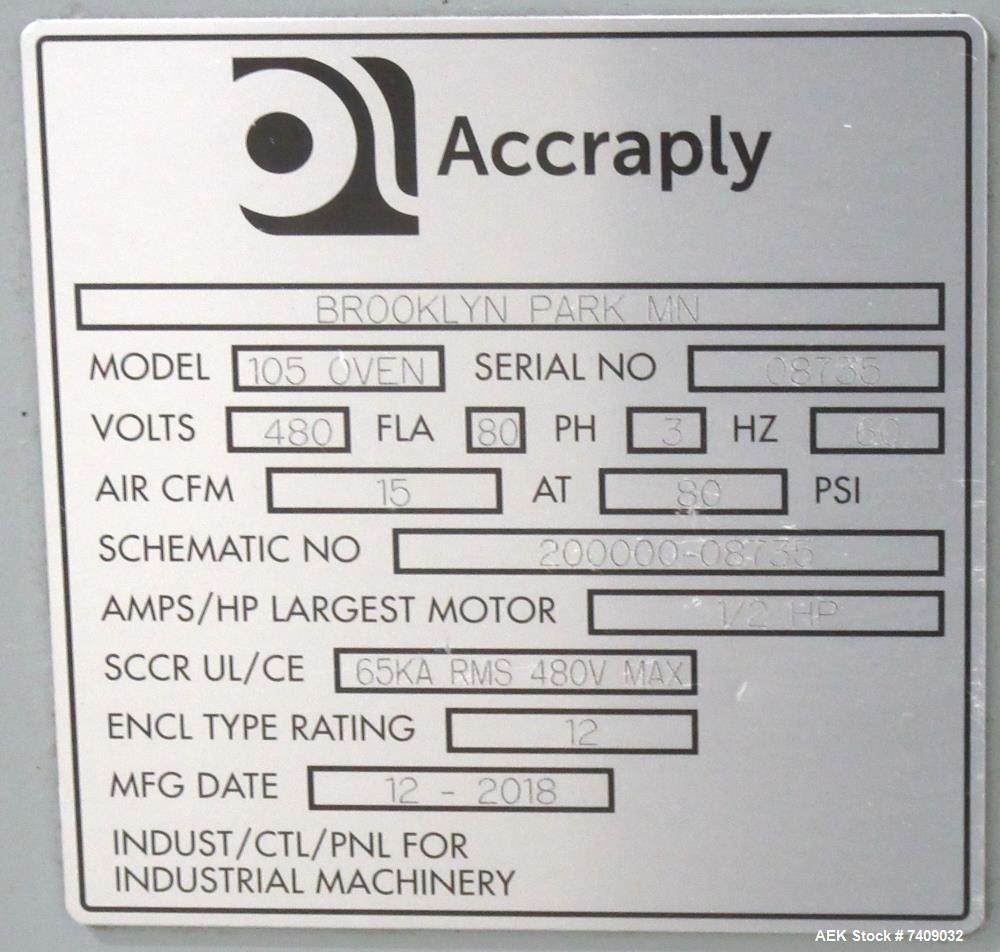 Accraply
BROOKLYN PARK MN
MODEL 105 OVEN SERIAL NO 08735
VOLTS 480 FLA 80 PH 3 HZ 60
AIR CFM 15 AT 80 PSI
SCHEMATIC NO 200000-08735
AMPS/HP LARGEST MOTOR 1/2 HP
SCCR UL/CE 65KA RMS 480V MAX
ENCL TYPE RATING 12
MFG DATE 12 - 2018
INDUST/CTL/PNL FOR
INDUSTRIAL MACHINERY
AEK Stock # 7409032